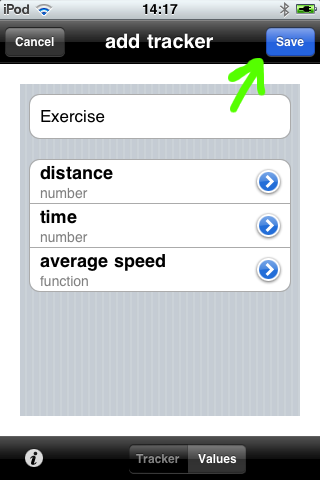 iPod 14:17
Cancel add tracker Save
Exercise
distance
number
time
number
average speed
function
Tracker Values